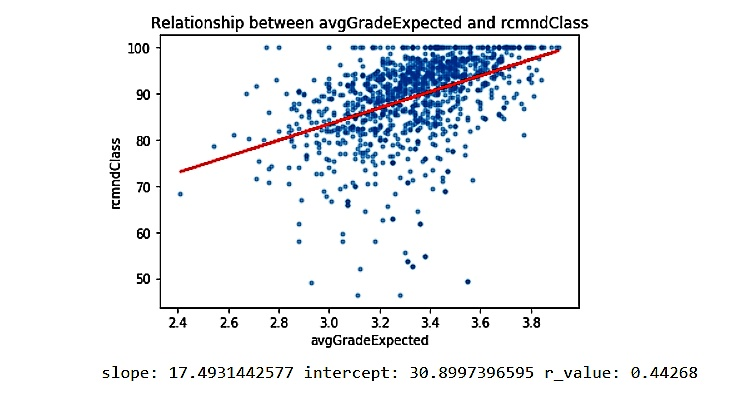 Relationship between avgGradeExpected and rcmndClass
100
90
80
70
60
50
rcmndClass
2.4 2.6 2.8 3.0 3.2 3.4 3.6 3.8
avgGradeExpected
slope: 17.4931442577 intercept: 30.8997396595 r_value: 0.44268